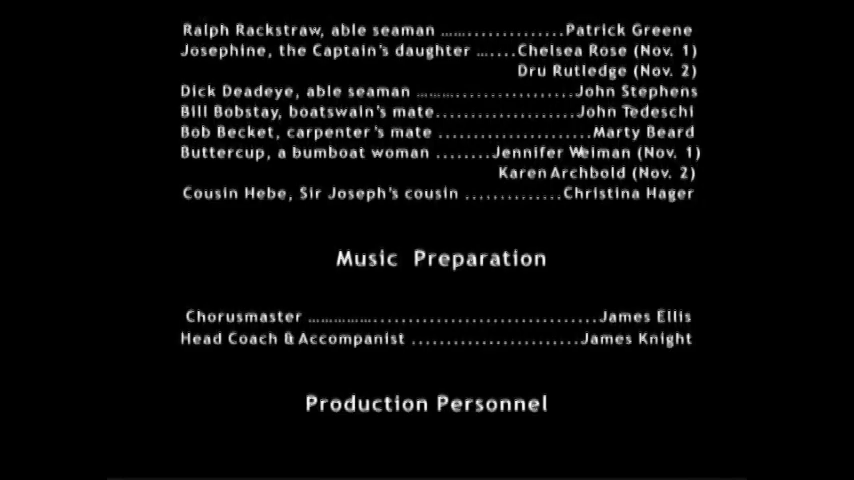 Ralph Rackstraw, able seaman ....................Patrick Greene
Josephine, the Captain's daughter .......Chelsea Rose (Nov. 1)
Dru Rutledge (Nov. 2)
Dick Deadeye, able seaman ..........................John Stephens
Bill Bobstay, boatswain's mate....................John Tedeschi
Bob Becket, carpenter's mate ......................Marty Beard
Buttercup, a bumboat woman ........Jennifer Weiman (Nov. 1)
Karen Archbold (Nov. 2)
Cousin Hebe, Sir Joseph's cousin ..............Christina Hager
Music Preparation
Chorusmaster ...............................................James Ellis
Head Coach & Accompanist ........................James Knight
Production Personnel